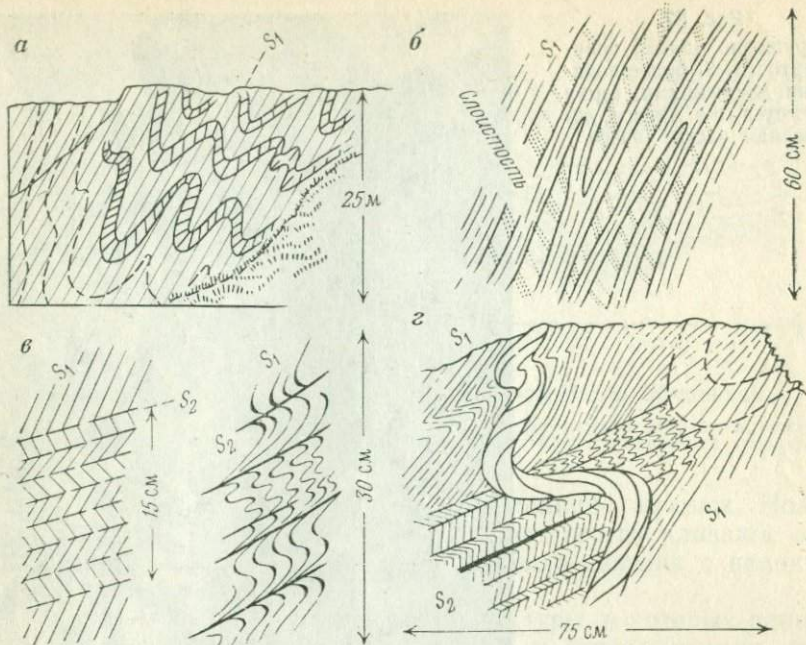 а
S₁
25 м
б
S₁
слоистость
60 см
в
S₁
S₂
15 см
S₁
S₂
30 см
г
S₁
S₁
S₂
75 см